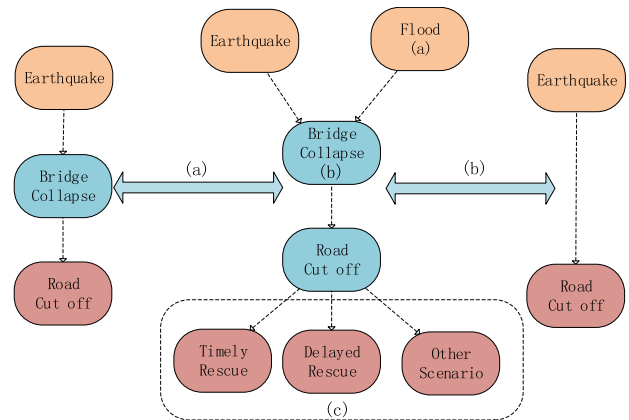 Earthquake
Bridge
Collapse
Road
Cut off
(a)
Earthquake
Flood
(a)
Bridge
Collapse
(b)
Road
Cut off
Timely
Rescue
Delayed
Rescue
Other
Scenario
(c)
(b)
Earthquake
Road
Cut off